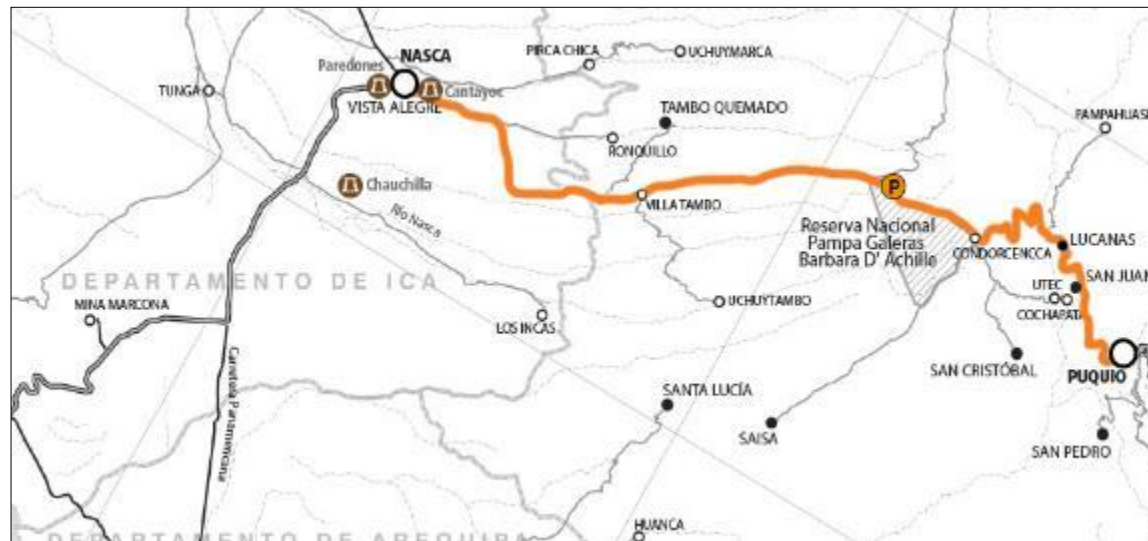 NASCA
Paredones
Cantayoc
VISTA ALEGRE
TUNGA
PIRCA CHICA
UCHUYMARCA
TAMBO QUEMADO
RONQUILLO
PAMPAHUASI
Chauchilla
Río Nasca
VILLA TAMBO
P
Reserva Nacional
Pampa Galeras
Barbara D' Achille
CONDORCENCCA
LUCANAS
SAN JUAN
UTEC
COCHAPATA
DEPARTAMENTO DE ICA
MINA MARCONA
LOS INCAS
UCHUYTAMBO
Carretera Panamericana
SANTA LUCÍA
SAISA
SAN CRISTÓBAL
PUQUIO
SAN PEDRO
HUANCA
DEPARTAMENTO DE AREQUIPA